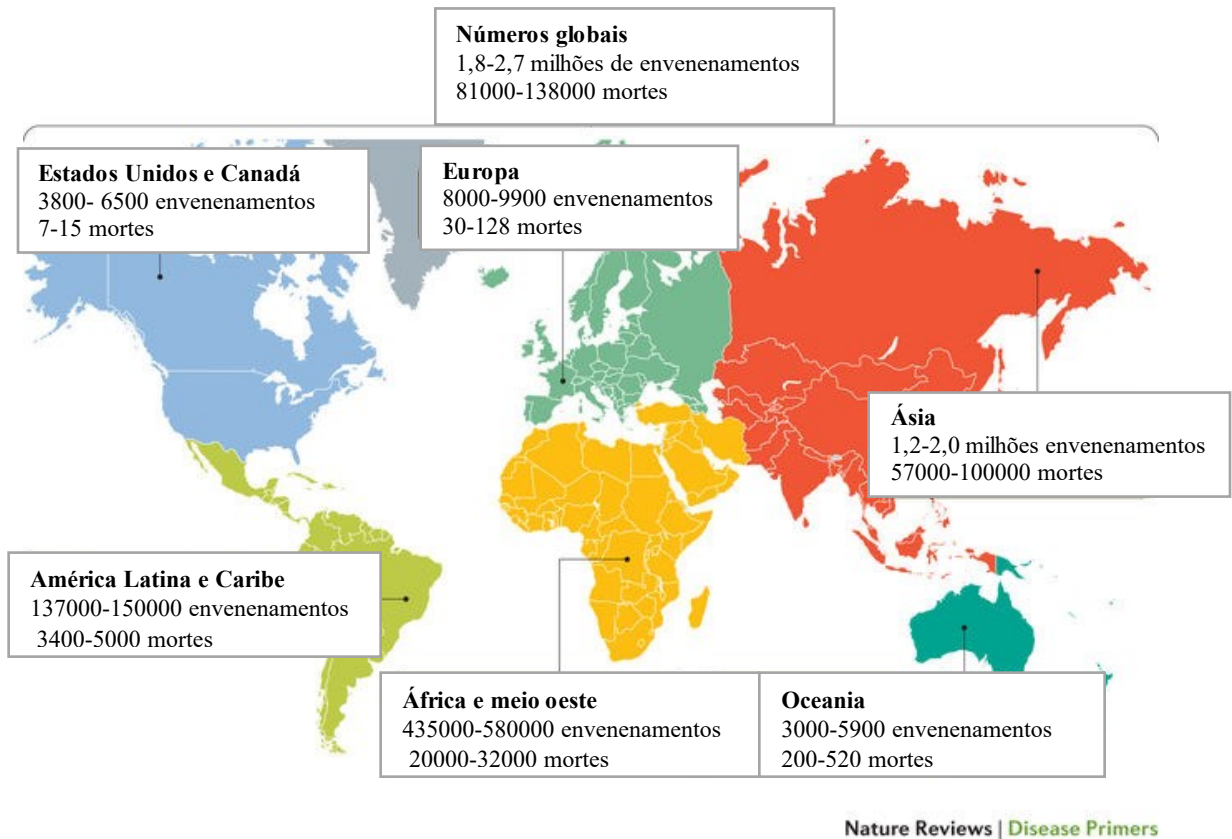 Números globais
1,8-2,7 milhões de envenenamentos
81000-138000 mortes
Estados Unidos e Canadá
3800- 6500 envenenamentos
7-15 mortes
Europa
8000-9900 envenenamentos
30-128 mortes
Ásia
1,2-2,0 milhões envenenamentos
57000-100000 mortes
América Latina e Caribe
137000-150000 envenenamentos
3400-5000 mortes
África e meio oeste
435000-580000 envenenamentos
20000-32000 mortes
Oceania
3000-5900 envenenamentos
200-520 mortes
Nature Reviews | Disease Primers